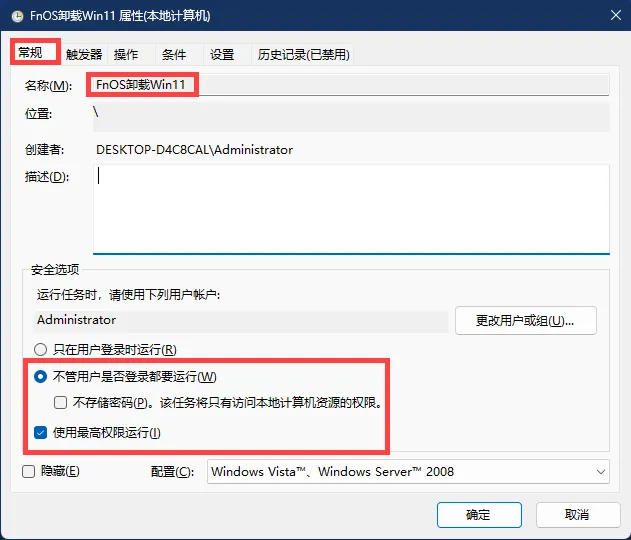 FnOS卸载Win11 属性(本地计算机)
常规 触发器 操作 条件 设置 历史记录(已禁用)
名称(M): FnOS卸载Win11
位置: \
创建者: DESKTOP-D4C8CAL\Administrator
描述(D):
安全选项
运行任务时，请使用下列用户帐户:
Administrator 更改用户或组(U)...
只在用户登录时运行(R)
不管用户是否登录都要运行(W)
不存储密码(P)。该任务将只有访问本地计算机资源的权限。
使用最高权限运行(I)
隐藏(E) 配置(C): Windows Vista™、Windows Server™ 2008
确定 取消